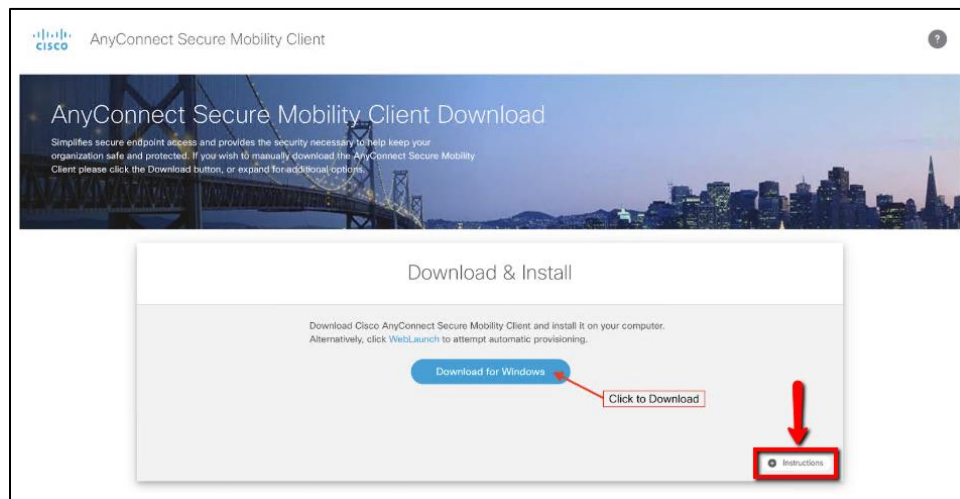 CISCO
AnyConnect Secure Mobility Client
?
AnyConnect Secure Mobility Client Download
Simplifies secure endpoint access and provides the security necessary to help keep your
organization safe and protected. If you wish to manually download the AnyConnect Secure Mobility
Client please click the Download button, or expand for additional options.
Download & Install
Download Cisco AnyConnect Secure Mobility Client and install it on your computer.
Alternatively, click WebLaunch to attempt automatic provisioning.
Download for Windows
Click to Download
Instructions